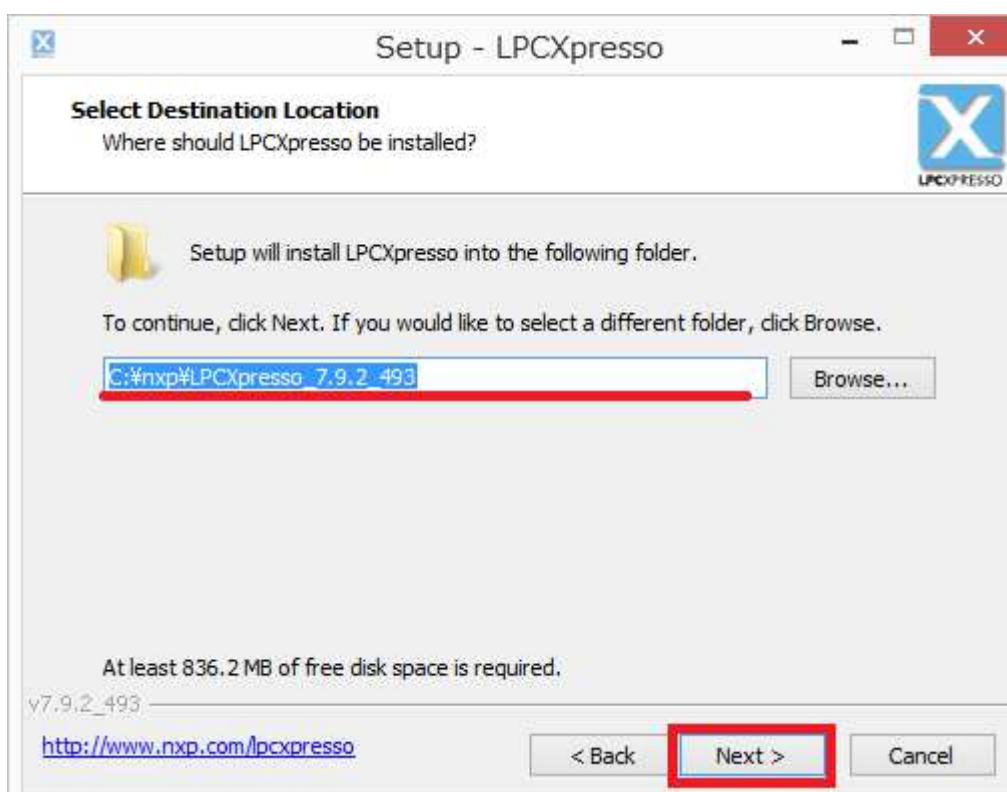 Setup - LPCXpresso
Select Destination Location
Where should LPCXpresso be installed?
LPCXPRESSO
Setup will install LPCXpresso into the following folder.
To continue, click Next. If you would like to select a different folder, click Browse.
C:¥nxp¥LPCXpresso_7.9.2_493
Browse...
At least 836.2 MB of free disk space is required.
v7.9.2_493
http://www.nxp.com/lpcxpresso
< Back
Next >
Cancel